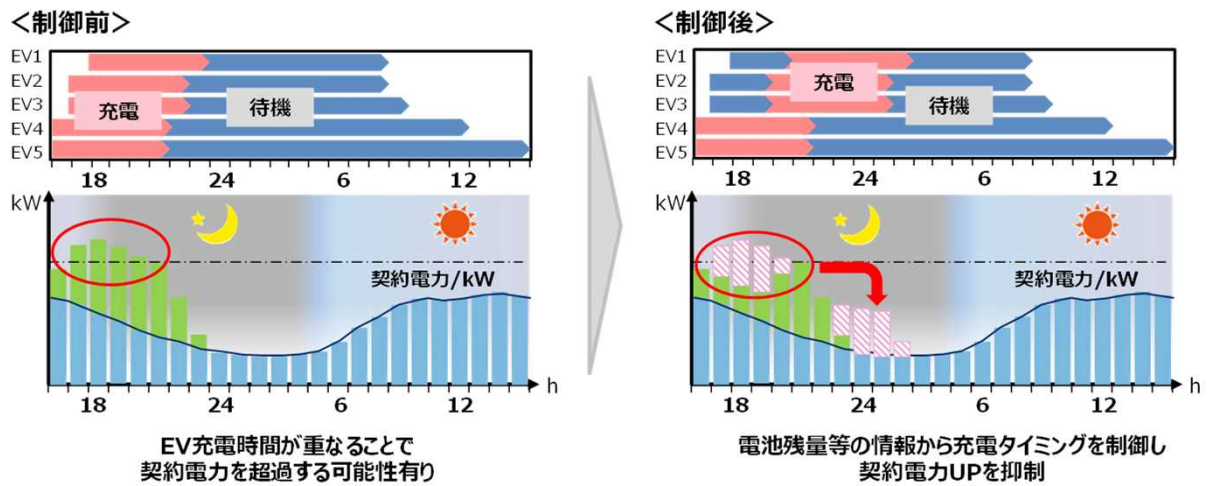 <制御前>
EV1
EV2
EV3
EV4
EV5
充電
待機
18
24
6
12
kW
契約電力/kW
h
18
24
6
12
EV充電時間が重なることで
契約電力を超過する可能性有り
<制御後>
EV1
EV2
EV3
EV4
EV5
充電
待機
18
24
6
12
kW
契約電力/kW
h
18
24
6
12
電池残量等の情報から充電タイミングを制御し
契約電力UPを抑制